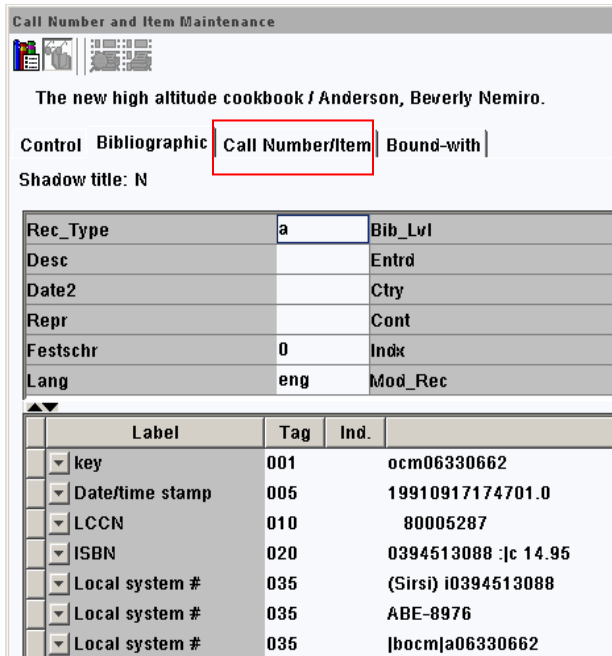 Call Number and Item Maintenance
The new high altitude cookbook / Anderson, Beverly Nemiro.
Control Bibliographic Call Number/Item Bound-with
Shadow title: N
Rec_Type a Bib_Lvl
Desc Entrd
Date2 Ctry
Repr Cont
Festschr 0 Indx
Lang eng Mod_Rec
Label Tag Ind.
key 001 ocm06330662
Date/time stamp 005 19910917174701.0
LCCN 010 80005287
ISBN 020 0394513088 :|c 14.95
Local system # 035 (Sirsi) i0394513088
Local system # 035 ABE-8976
Local system # 035 |bocm|a06330662